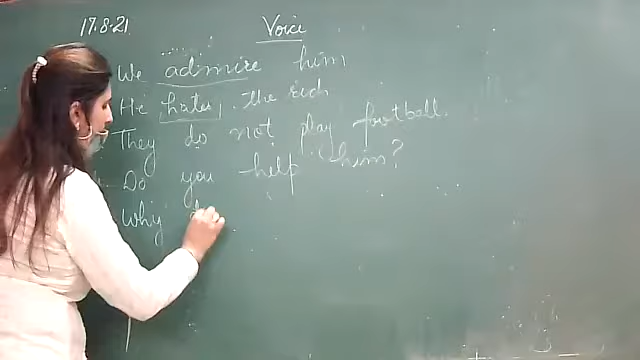 17.8.21
Voice
We admire him
He hates the rich
They do not play football.
Do you help him?
Why